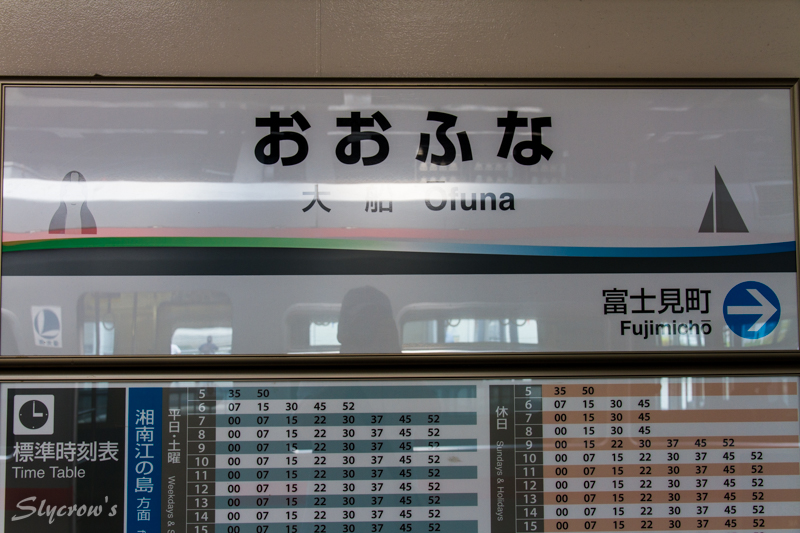 おおふな
大船 Ofuna
富士見町
Fujimichō
標準時刻表
Time Table
湘南江の島方面
平日・土曜
Weekdays & S
5 35 50
6 07 15 30 45 52
7 00 07 15 22 30 37 45 52
8 00 07 15 22 30 37 45 52
9 00 07 15 22 30 37 45 52
10 00 07 15 22 30 37 45 52
11 00 07 15 22 30 37 45 52
12 00 07 15 22 30 37 45 52
13 00 07 15 22 30 37 45 52
14 00 07 15 22 30 37 45 52
15 00 07 15 22 30 37 45 52
休日
Sundays & Holidays
5 35 50
6 07 15 30 45
7 00 15 30 45
8 00 15 30 45
9 00 07 15 22 30 37 45 52
10 00 07 15 22 30 37 45 52
11 00 07 15 22 30 37 45 52
12 00 07 15 22 30 37 45 52
13 00 07 15 22 30 37 45 52
14 00 07 15 22 30 37 45 52
15 00 07 15 22 30 37 45 52
Slycrow's